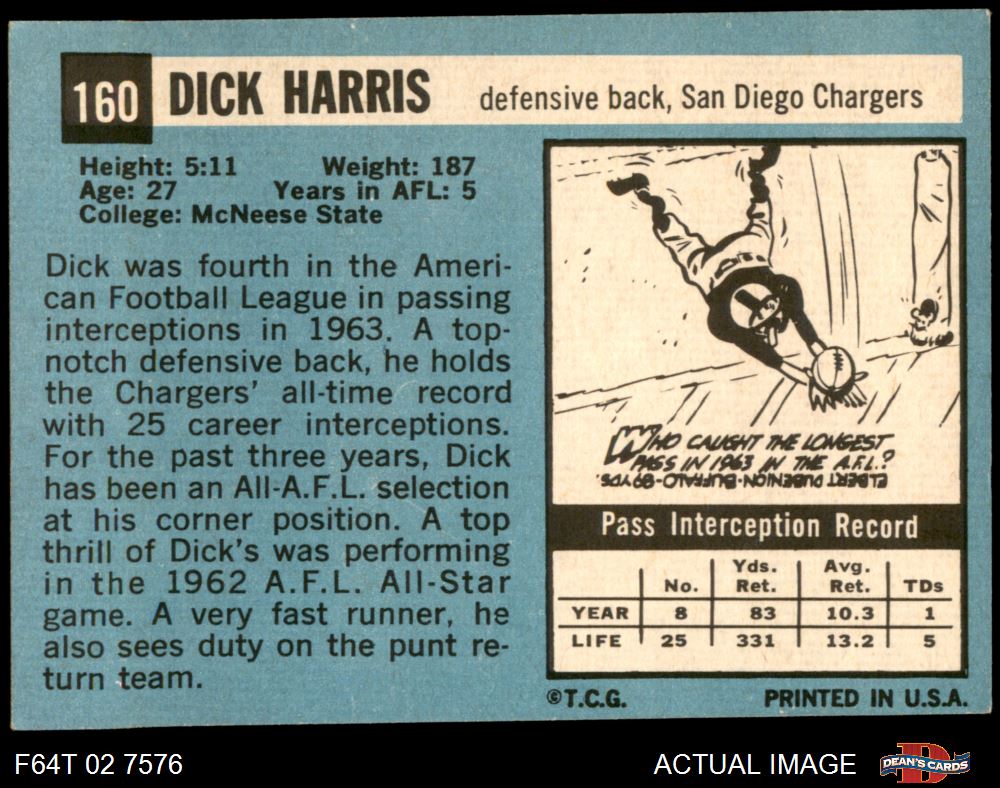 160 DICK HARRIS defensive back, San Diego Chargers
Height: 5:11 Weight: 187
Age: 27 Years in AFL: 5
College: McNeese State
Dick was fourth in the Ameri-
can Football League in passing
interceptions in 1963. A top-
notch defensive back, he holds
the Chargers' all-time record
with 25 career interceptions.
For the past three years, Dick
has been an All-A.F.L. selection
at his corner position. A top
thrill of Dick's was performing
in the 1962 A.F.L. All-Star
game. A very fast runner, he
also sees duty on the punt re-
turn team.
WHO CAUGHT THE LONGEST
PASS IN 1963 IN THE A.F.L.?
ELBERT DUBENION-BUFFALO-89 YDS.
Pass Interception Record
No. Yds. Ret. Avg. Ret. TDs
YEAR 8 83 10.3 1
LIFE 25 331 13.2 5
©T.C.G. PRINTED IN U.S.A.
F64T 02 7576 ACTUAL IMAGE DEAN'S CARDS